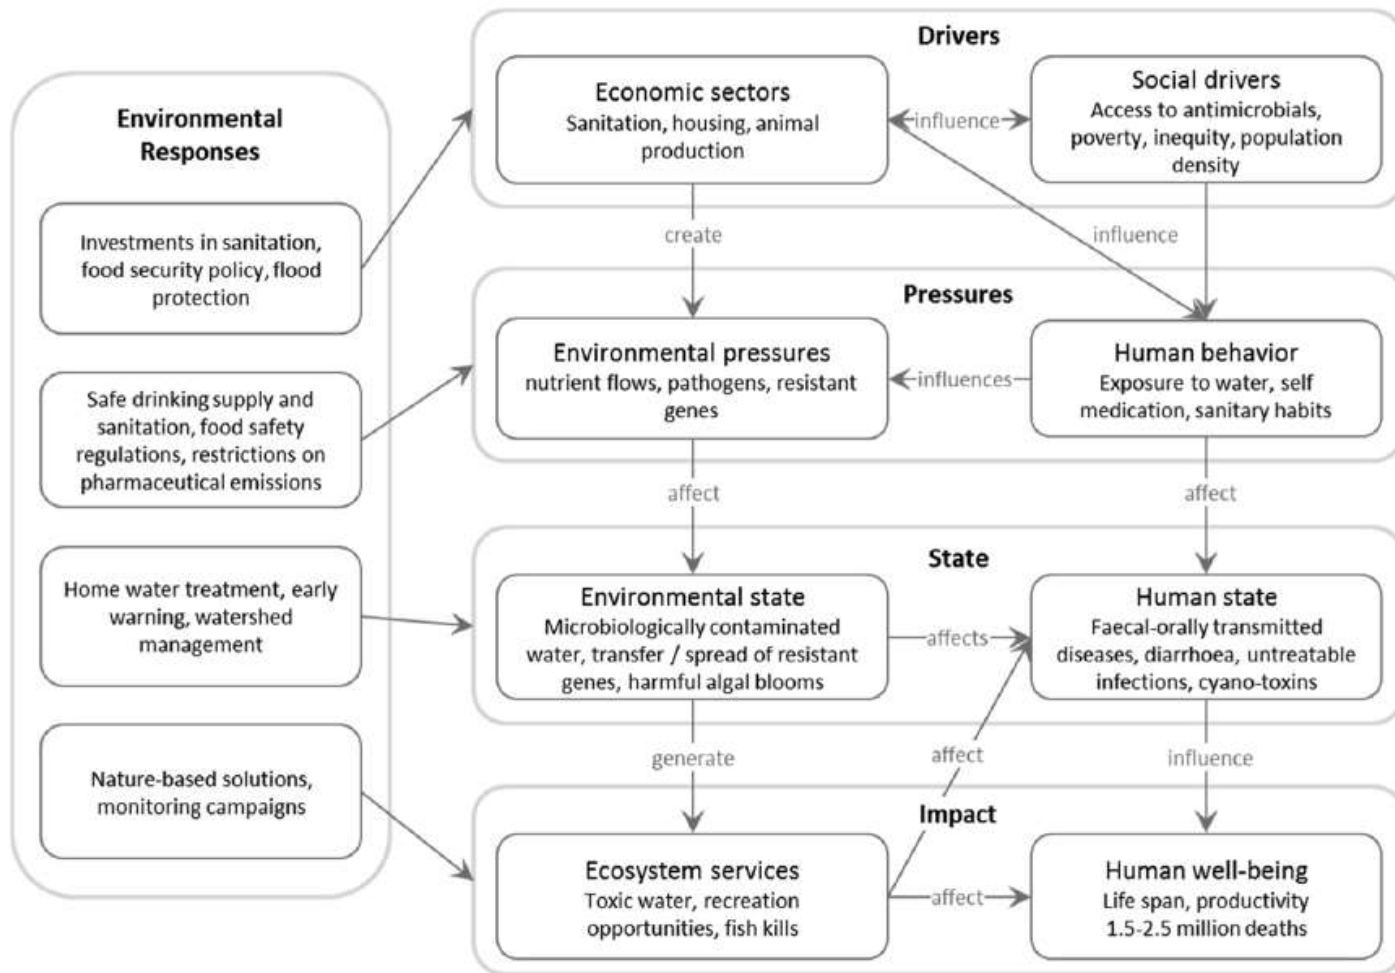 Environmental
Responses
Investments in sanitation,
food security policy, flood
protection
Safe drinking supply and
sanitation, food safety
regulations, restrictions on
pharmaceutical emissions
Home water treatment, early
warning, watershed
management
Nature-based solutions,
monitoring campaigns
Drivers
Economic sectors
Sanitation, housing, animal
production
influence
Social drivers
Access to antimicrobials,
poverty, inequity, population
density
create
influence
Pressures
Environmental pressures
nutrient flows, pathogens, resistant
genes
influences
Human behavior
Exposure to water, self
medication, sanitary habits
affect
affect
State
Environmental state
Microbiologically contaminated
water, transfer / spread of resistant
genes, harmful algal blooms
affects
Human state
Faecal-orally transmitted
diseases, diarrhoea, untreatable
infections, cyano-toxins
generate
affect
influence
Impact
Ecosystem services
Toxic water, recreation
opportunities, fish kills
affect
Human well-being
Life span, productivity
1.5-2.5 million deaths